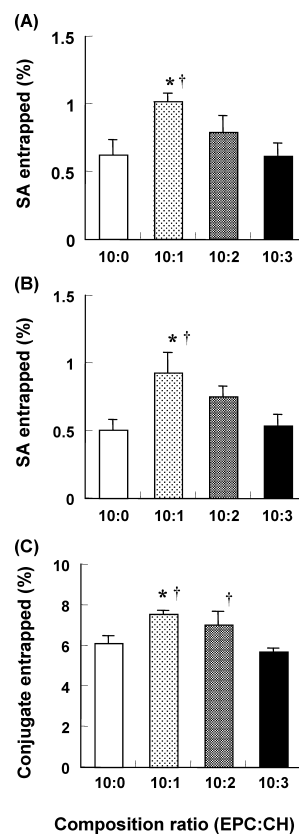 (A)
SA entrapped (%)
1.5
1
0.5
0
* †
10:0 10:1 10:2 10:3
(B)
SA entrapped (%)
1.5
1
0.5
0
* †
10:0 10:1 10:2 10:3
(C)
Conjugate entrapped (%)
10
8
6
4
2
0
* † †
10:0 10:1 10:2 10:3
Composition ratio (EPC:CH)